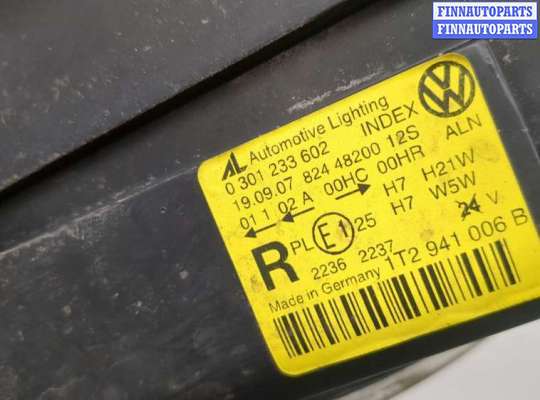 FINNAUTOPARTS
FINNAUTOPARTS
AL Automotive Lighting
0 301 233 602 INDEX
19.09.07 824 48200 12S ALN
01 1 02 A 00HC 00HR
H7 H21W
R PL E1 25 H7 W5W
2236 2237 24 V
Made in Germany 1T2 941 006 B